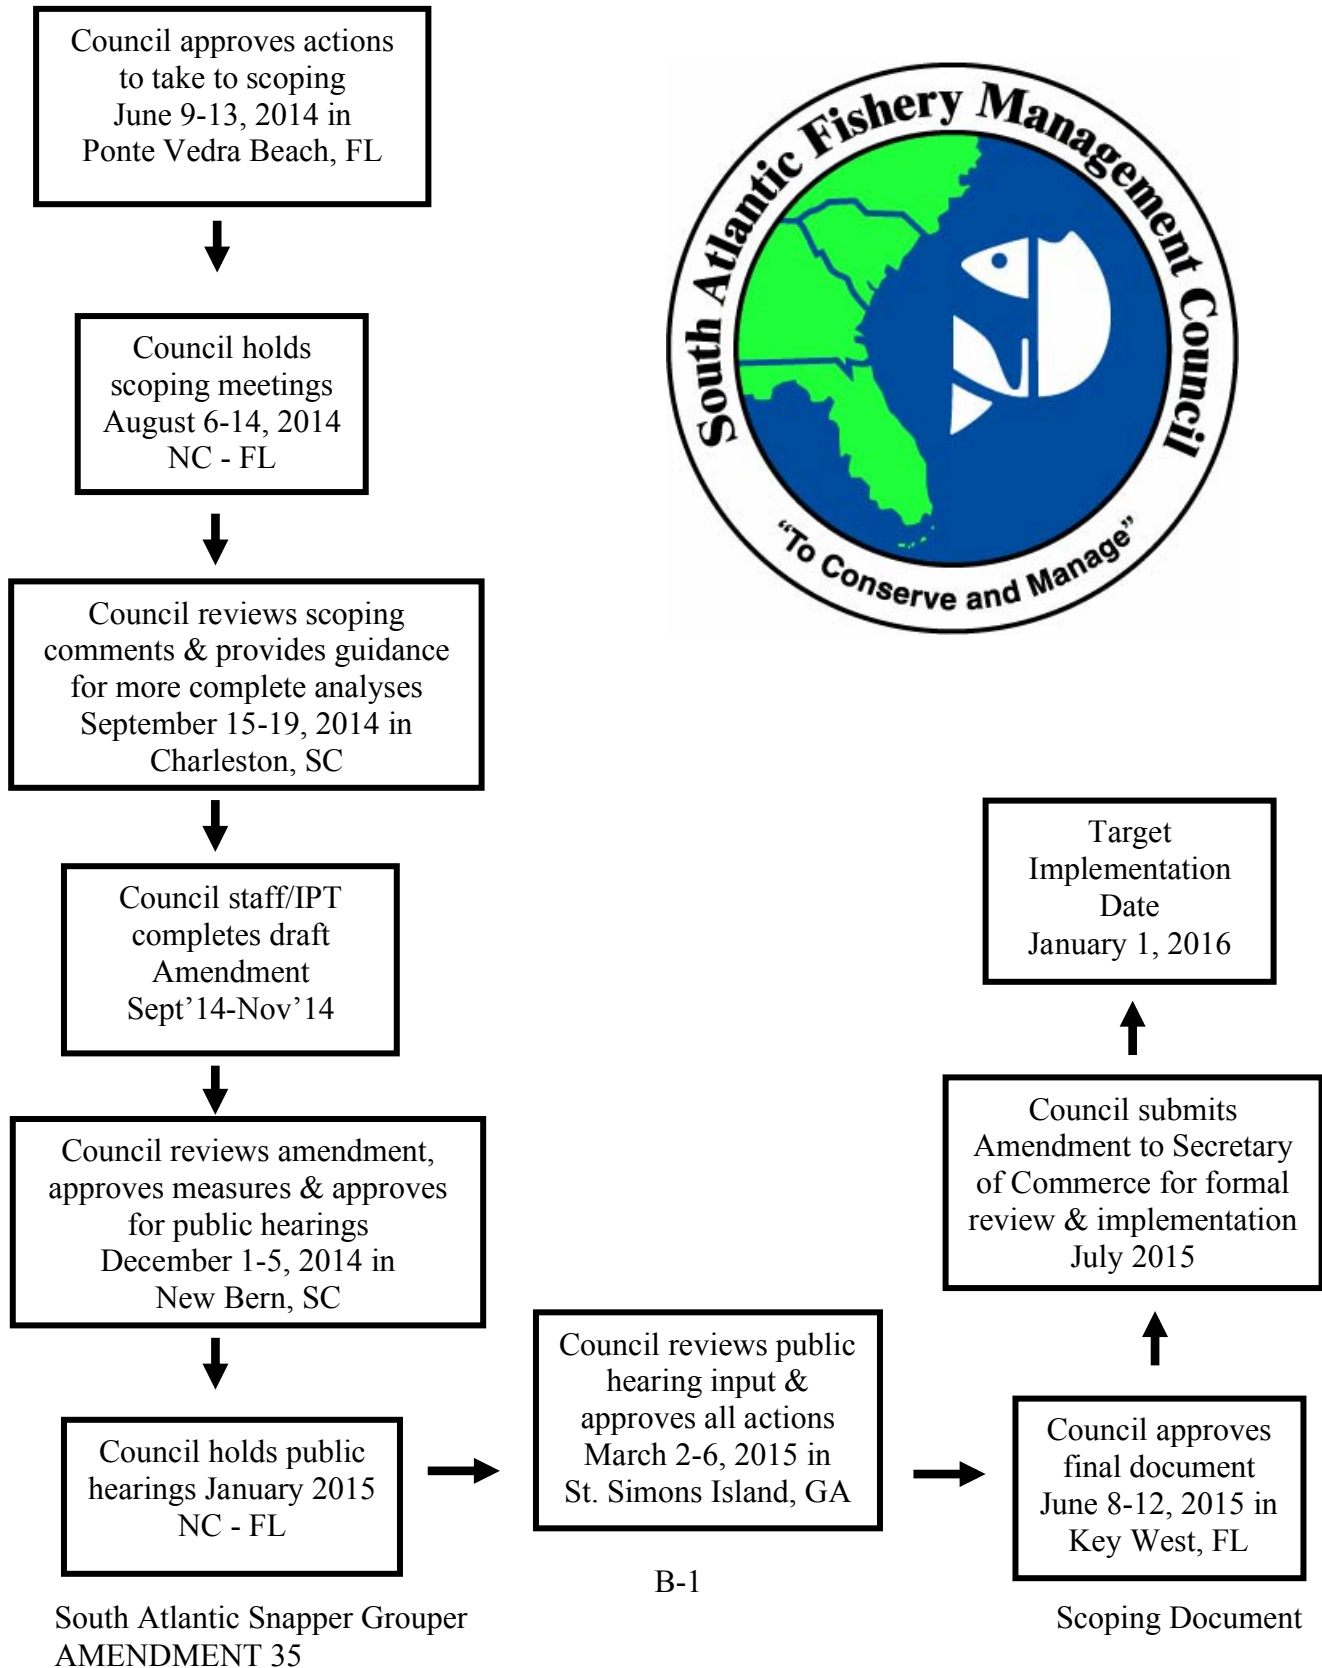 Council approves actions
to take to scoping
June 9-13, 2014 in
Ponte Vedra Beach, FL
South Atlantic Fishery Management Council
“To Conserve and Manage”
Council holds
scoping meetings
August 6-14, 2014
NC - FL
Council reviews scoping
comments & provides guidance
for more complete analyses
September 15-19, 2014 in
Charleston, SC
Council staff/IPT
completes draft
Amendment
Sept’14-Nov’14
Council reviews amendment,
approves measures & approves
for public hearings
December 1-5, 2014 in
New Bern, SC
Council holds public
hearings January 2015
NC - FL
Council reviews public
hearing input &
approves all actions
March 2-6, 2015 in
St. Simons Island, GA
Council approves
final document
June 8-12, 2015 in
Key West, FL
Council submits
Amendment to Secretary
of Commerce for formal
review & implementation
July 2015
Target
Implementation
Date
January 1, 2016
B-1
South Atlantic Snapper Grouper
AMENDMENT 35
Scoping Document